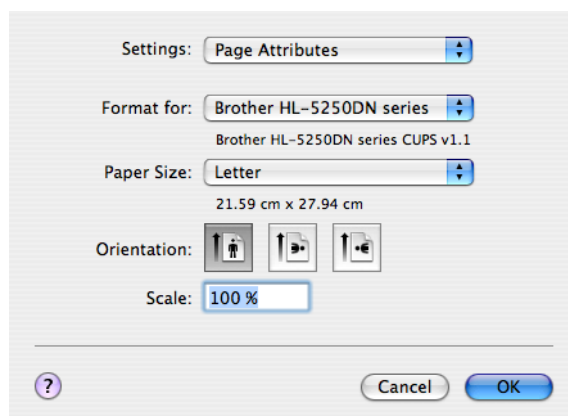 Settings: Page Attributes
Format for: Brother HL-5250DN series
Brother HL-5250DN series CUPS v1.1
Paper Size: Letter
21.59 cm x 27.94 cm
Orientation:
Scale: 100 %
? Cancel OK